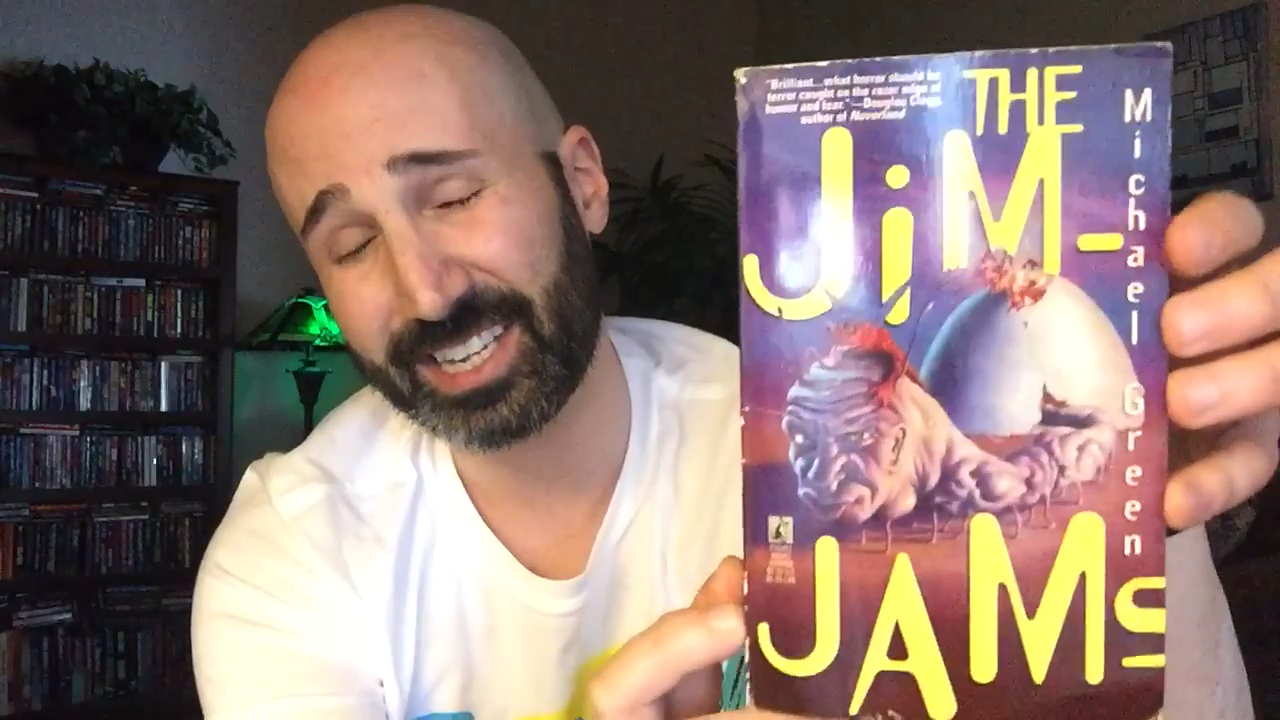 "Brilliant...what horror should be
terror caught on the razor edge of
humor and fear."—Douglas Clegg,
author of Neverland
THE
JiM-
JAMS
Michael Green